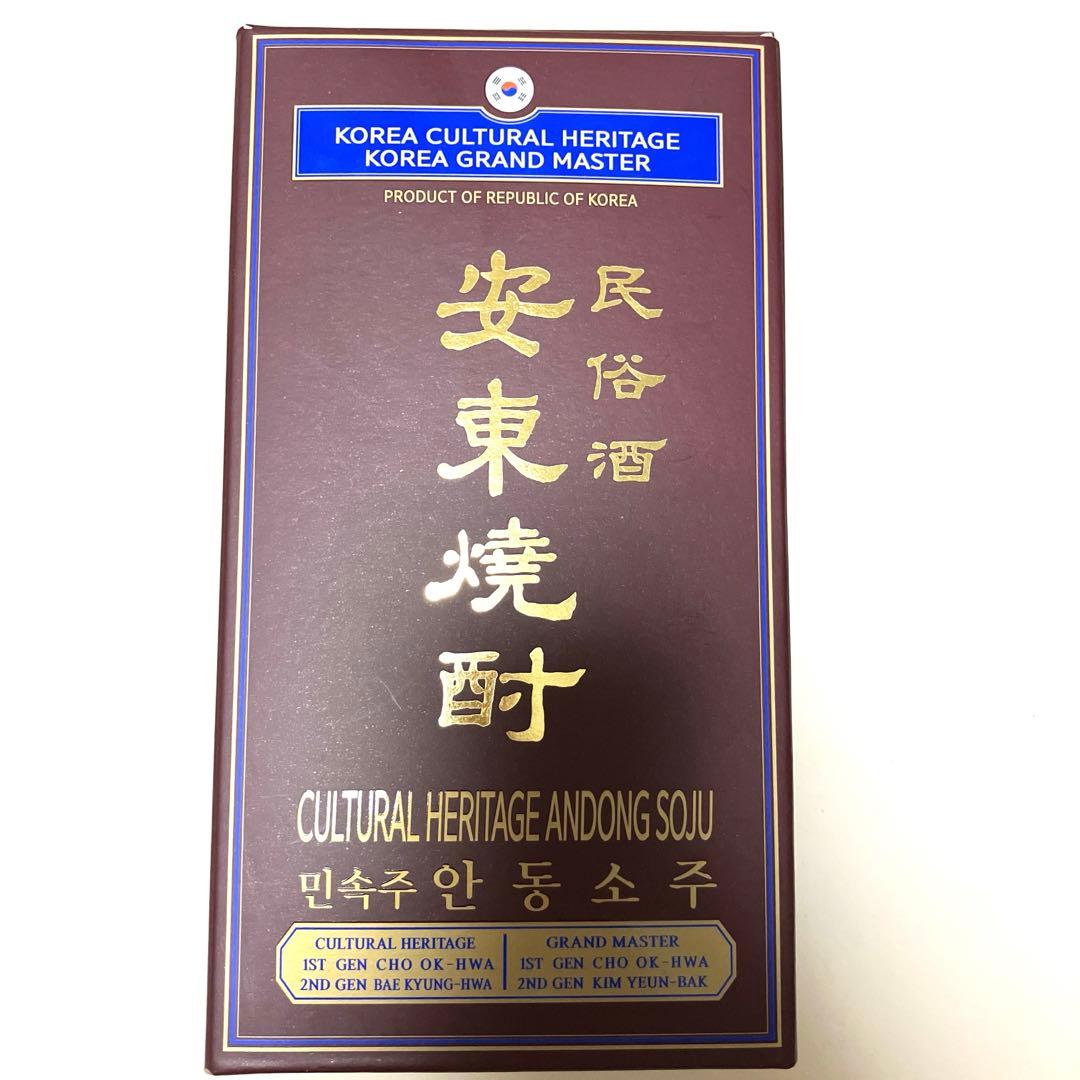 KOREA CULTURAL HERITAGE
KOREA GRAND MASTER
PRODUCT OF REPUBLIC OF KOREA
民俗酒
安東燒酎
CULTURAL HERITAGE ANDONG SOJU
민속주 안동소주
CULTURAL HERITAGE
1ST GEN CHO OK-HWA
2ND GEN BAE KYUNG-HWA
GRAND MASTER
1ST GEN CHO OK-HWA
2ND GEN KIM YEUN-BAK